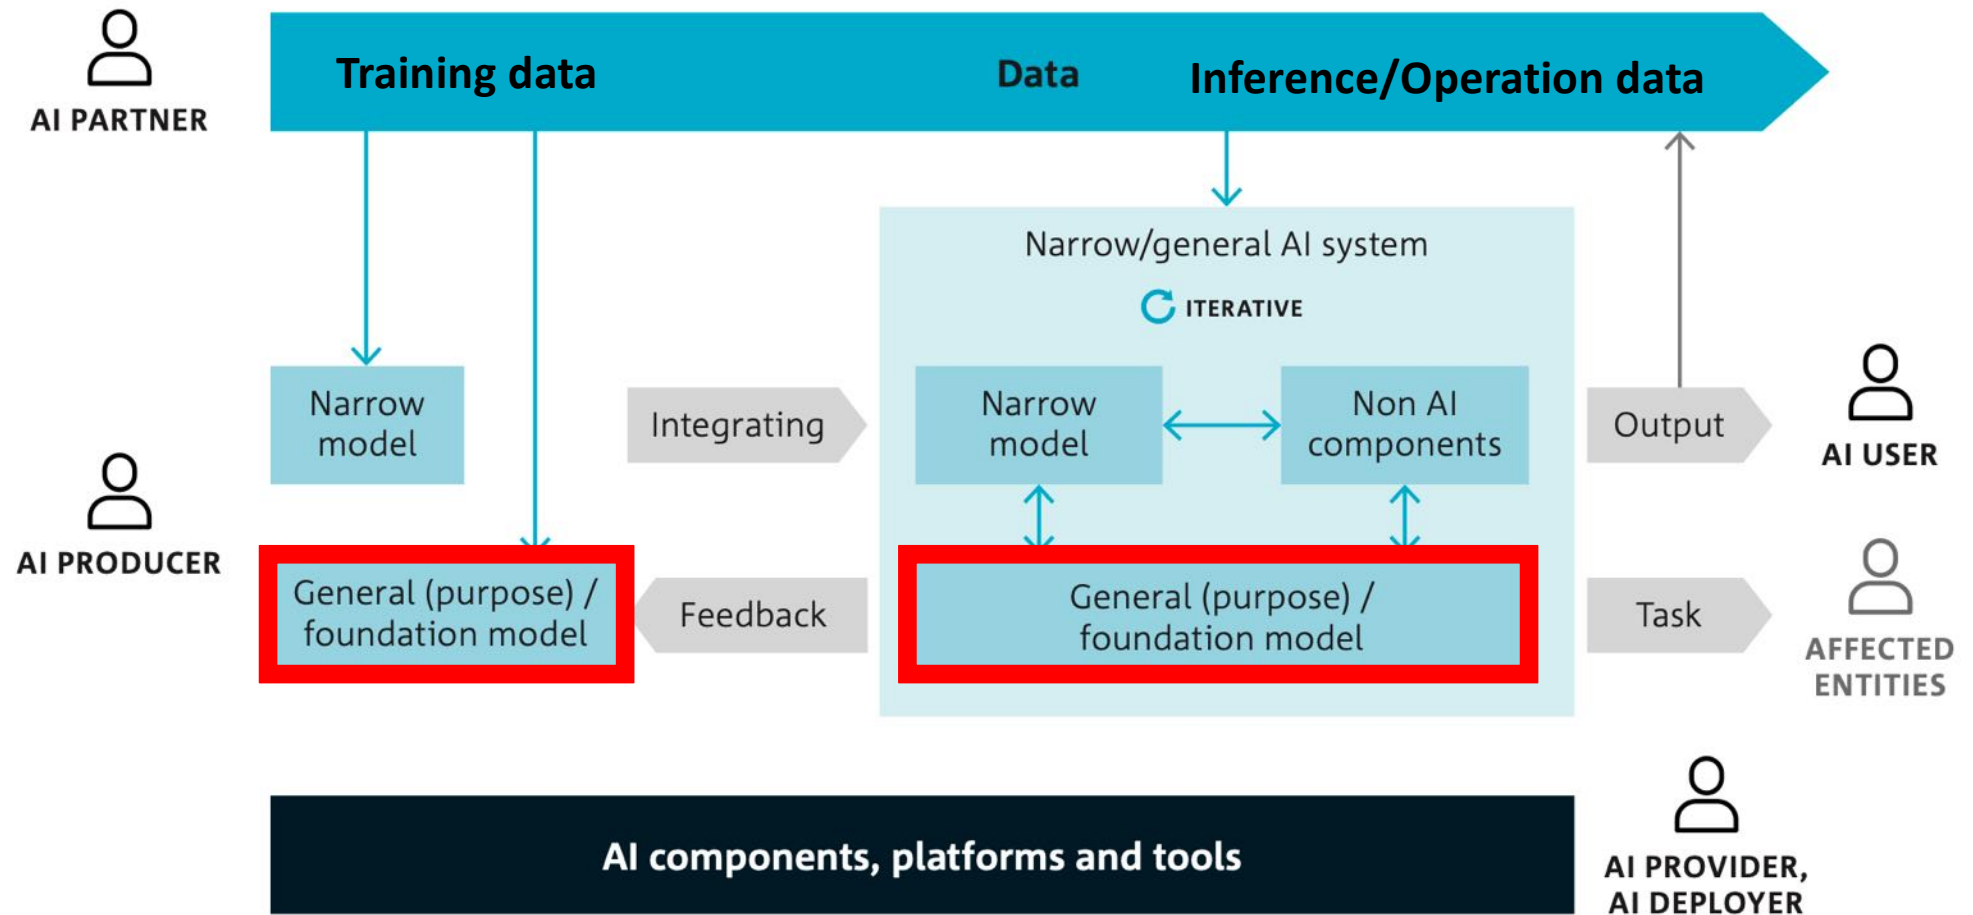 Training data
Data
Inference/Operation data
AI PARTNER
Narrow/general AI system
ITERATIVE
Narrow
model
Integrating
Narrow
model
Non AI
components
Output
AI USER
AI PRODUCER
General (purpose) /
foundation model
Feedback
General (purpose) /
foundation model
Task
AFFECTED
ENTITIES
AI components, platforms and tools
AI PROVIDER,
AI DEPLOYER